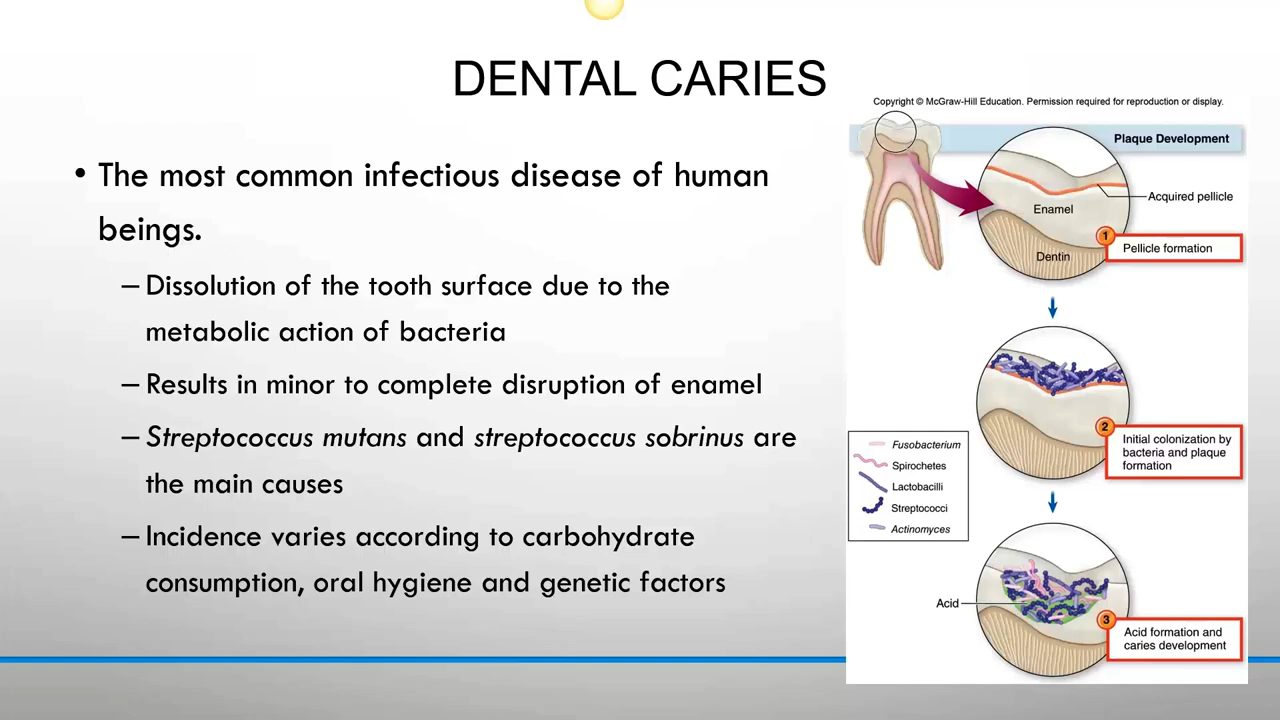 DENTAL CARIES
• The most common infectious disease of human
beings.
– Dissolution of the tooth surface due to the
metabolic action of bacteria
– Results in minor to complete disruption of enamel
– Streptococcus mutans and streptococcus sobrinus are
the main causes
– Incidence varies according to carbohydrate
consumption, oral hygiene and genetic factors
Copyright © McGraw-Hill Education. Permission required for reproduction or display.
Plaque Development
Acquired pellicle
Enamel
Dentin
1
Pellicle formation
2
Initial colonization by
bacteria and plaque
formation
Fusobacterium
Spirochetes
Lactobacilli
Streptococci
Actinomyces
Acid
3
Acid formation and
caries development